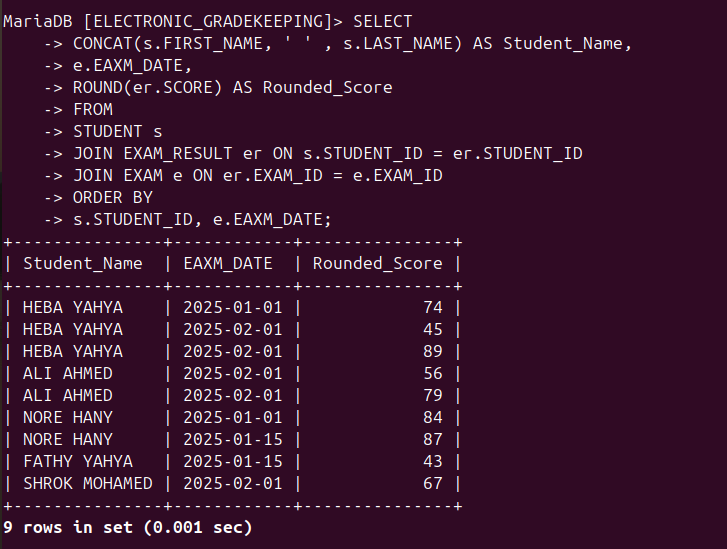 MariaDB [ELECTRONIC_GRADEKEEPING]> SELECT
    -> CONCAT(s.FIRST_NAME, ' ' , s.LAST_NAME) AS Student_Name,
    -> e.EAXM_DATE,
    -> ROUND(er.SCORE) AS Rounded_Score
    -> FROM
    -> STUDENT s
    -> JOIN EXAM_RESULT er ON s.STUDENT_ID = er.STUDENT_ID
    -> JOIN EXAM e ON er.EXAM_ID = e.EXAM_ID
    -> ORDER BY
    -> s.STUDENT_ID, e.EAXM_DATE;
+---------------+------------+---------------+
| Student_Name  | EAXM_DATE  | Rounded_Score |
+---------------+------------+---------------+
| HEBA YAHYA    | 2025-01-01 |            74 |
| HEBA YAHYA    | 2025-02-01 |            45 |
| HEBA YAHYA    | 2025-02-01 |            89 |
| ALI AHMED     | 2025-02-01 |            56 |
| ALI AHMED     | 2025-02-01 |            79 |
| NORE HANY     | 2025-01-01 |            84 |
| NORE HANY     | 2025-01-15 |            87 |
| FATHY YAHYA   | 2025-01-15 |            43 |
| SHROK MOHAMED | 2025-02-01 |            67 |
+---------------+------------+---------------+
9 rows in set (0.001 sec)